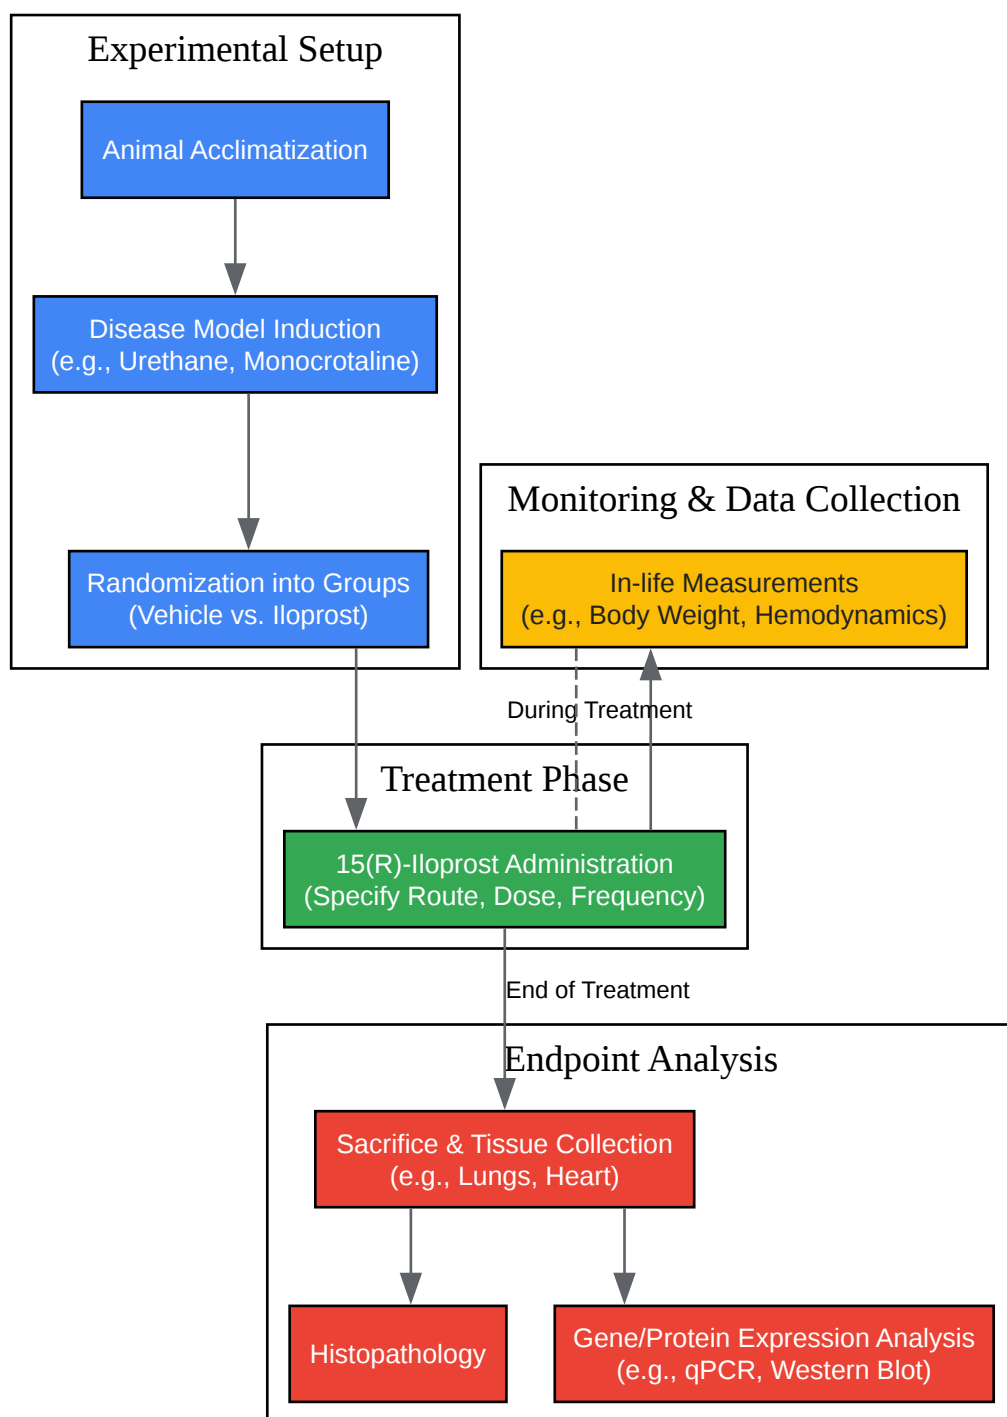 Experimental Setup
Animal Acclimatization
Disease Model Induction
(e.g., Urethane, Monocrotaline)
Randomization into Groups
(Vehicle vs. Iloprost)
Monitoring & Data Collection
In-life Measurements
(e.g., Body Weight, Hemodynamics)
During Treatment
Treatment Phase
15(R)-Iloprost Administration
(Specify Route, Dose, Frequency)
End of Treatment
Endpoint Analysis
Sacrifice & Tissue Collection
(e.g., Lungs, Heart)
Histopathology
Gene/Protein Expression Analysis
(e.g., qPCR, Western Blot)